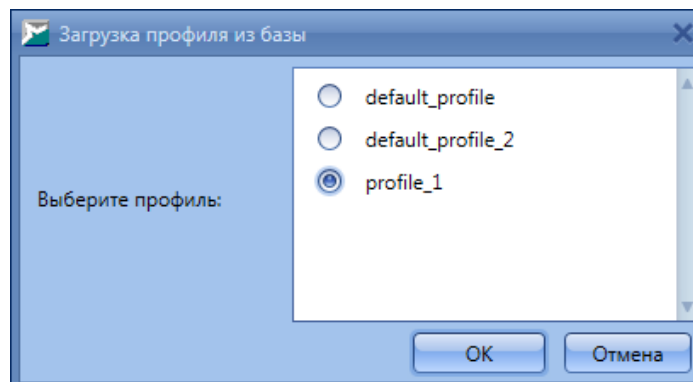 Загрузка профиля из базы
default_profile
default_profile_2
profile_1
Выберите профиль:
OK
Отмена